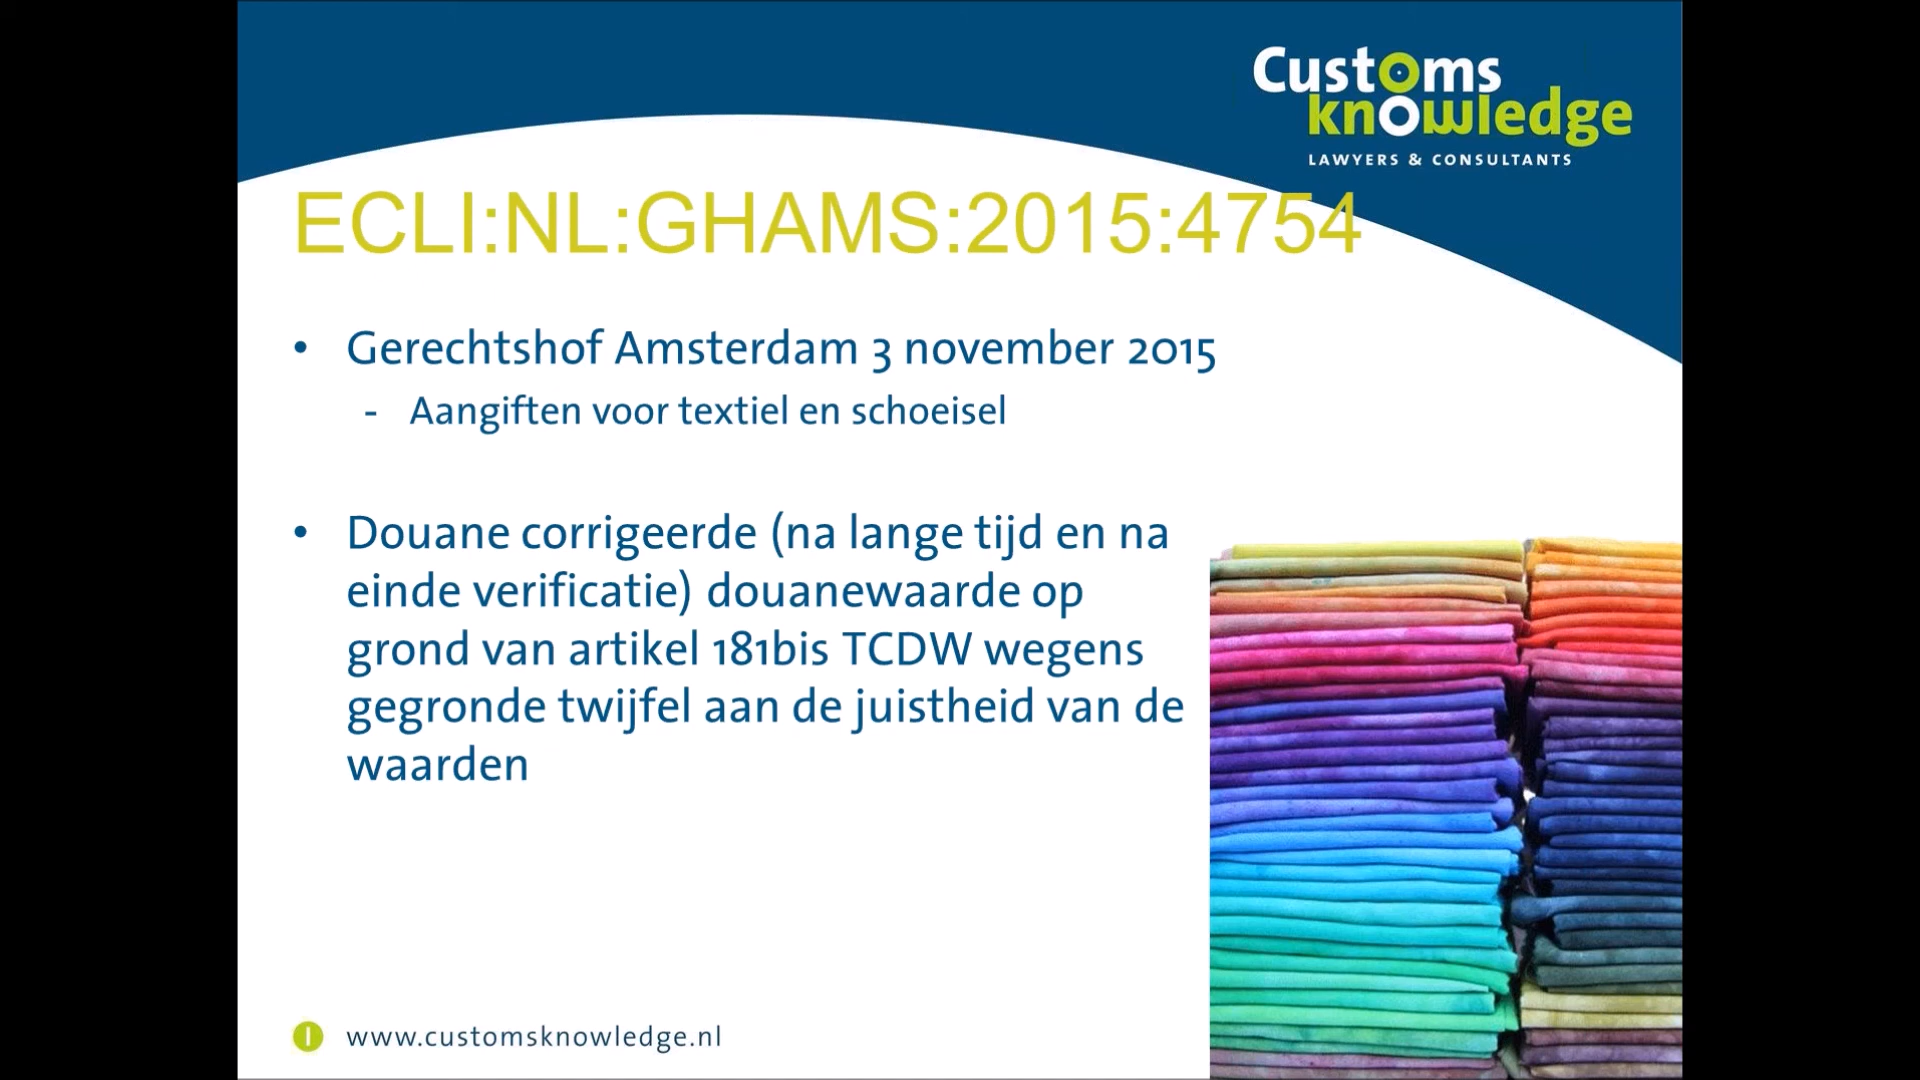 Customs
knowledge
LAWYERS & CONSULTANTS
ECLI:NL:GHAMS:2015:4754
• Gerechtshof Amsterdam 3 november 2015
- Aangiften voor textiel en schoeisel
• Douane corrigeerde (na lange tijd en na
einde verificatie) douanewaarde op
grond van artikel 181bis TCDW wegens
gegronde twijfel aan de juistheid van de
waarden
www.customsknowledge.nl